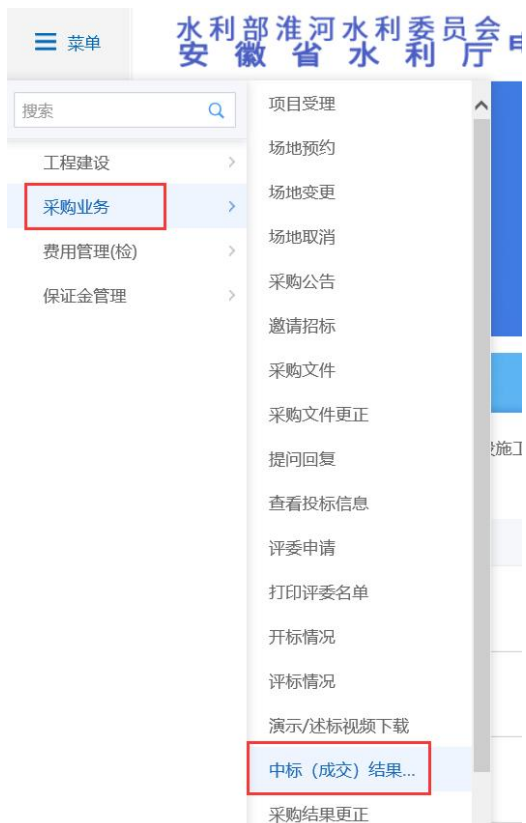 菜单
水利部淮河水利委员会
安徽省水利厅
搜索
工程建设
采购业务
费用管理(检)
保证金管理
项目受理
场地预约
场地变更
场地取消
采购公告
邀请招标
采购文件
采购文件更正
提问回复
查看投标信息
评委申请
打印评委名单
开标情况
评标情况
演示/述标视频下载
中标（成交）结果...
采购结果更正